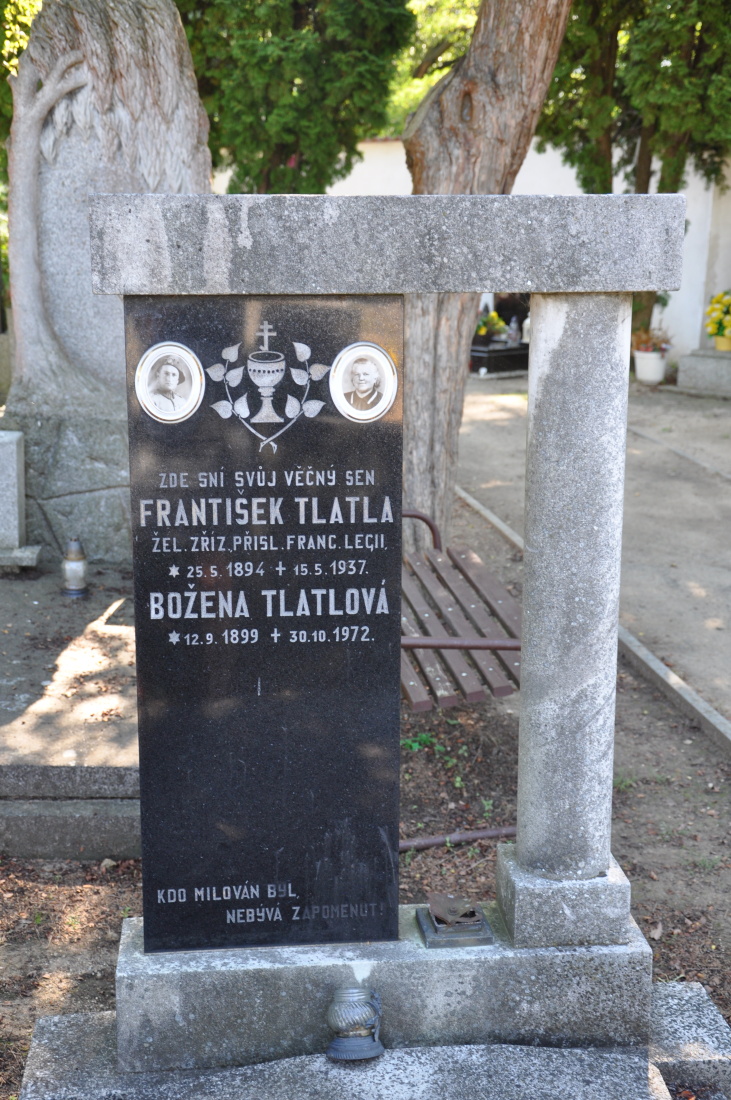 ZDE SNÍ SVŮJ VĚČNÝ SEN
FRANTIŠEK TLATLA
ŽEL. ZŘÍZ., PŘISL. FRANC. LEGII.
* 25.5. 1894 + 15.5. 1937.
BOŽENA TLATLOVÁ
* 12.9. 1899 + 30.10. 1972.
KDO MILOVÁN BYL,
NEBÝVÁ ZAPOMENUT!